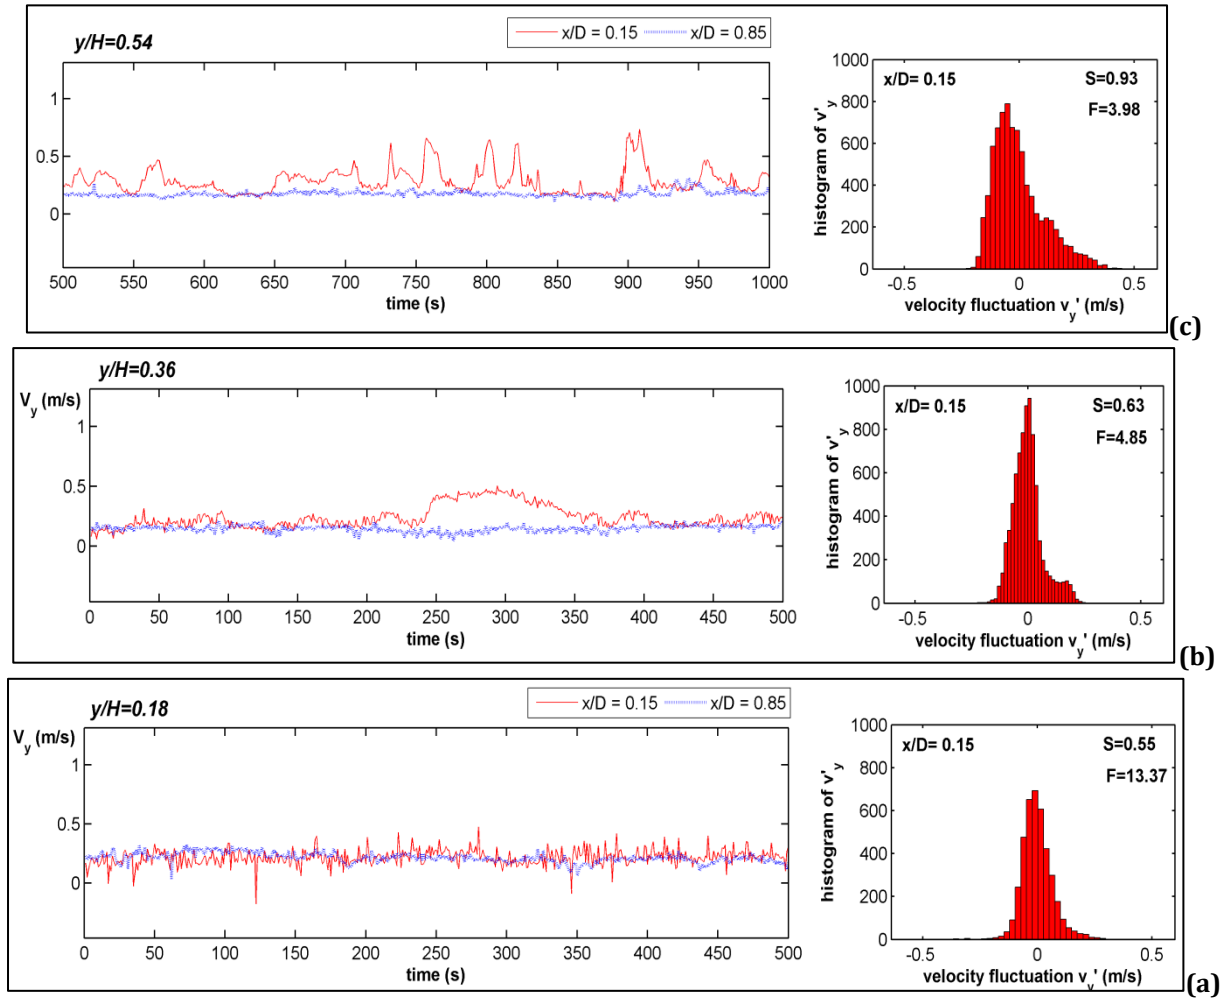 y/H=0.54
x/D = 0.15 x/D = 0.85
1
0.5
0
500 550 600 650 700 750 800 850 900 950 1000
time (s)
histogram of v'y
1000
800
600
400
200
0
x/D= 0.15 S=0.93
F=3.98
-0.5 0 0.5
velocity fluctuation vy' (m/s)
(c)
y/H=0.36
Vy (m/s)
1
0.5
0
0 50 100 150 200 250 300 350 400 450 500
time (s)
histogram of v'y
1000
800
600
400
200
0
x/D= 0.15 S=0.63
F=4.85
-0.5 0 0.5
velocity fluctuation vy' (m/s)
(b)
y/H=0.18
x/D = 0.15 x/D = 0.85
Vy (m/s)
1
0.5
0
0 50 100 150 200 250 300 350 400 450 500
time (s)
histogram of v'y
1000
800
600
400
200
0
x/D= 0.15 S=0.55
F=13.37
-0.5 0 0.5
velocity fluctuation vy' (m/s)
(a)